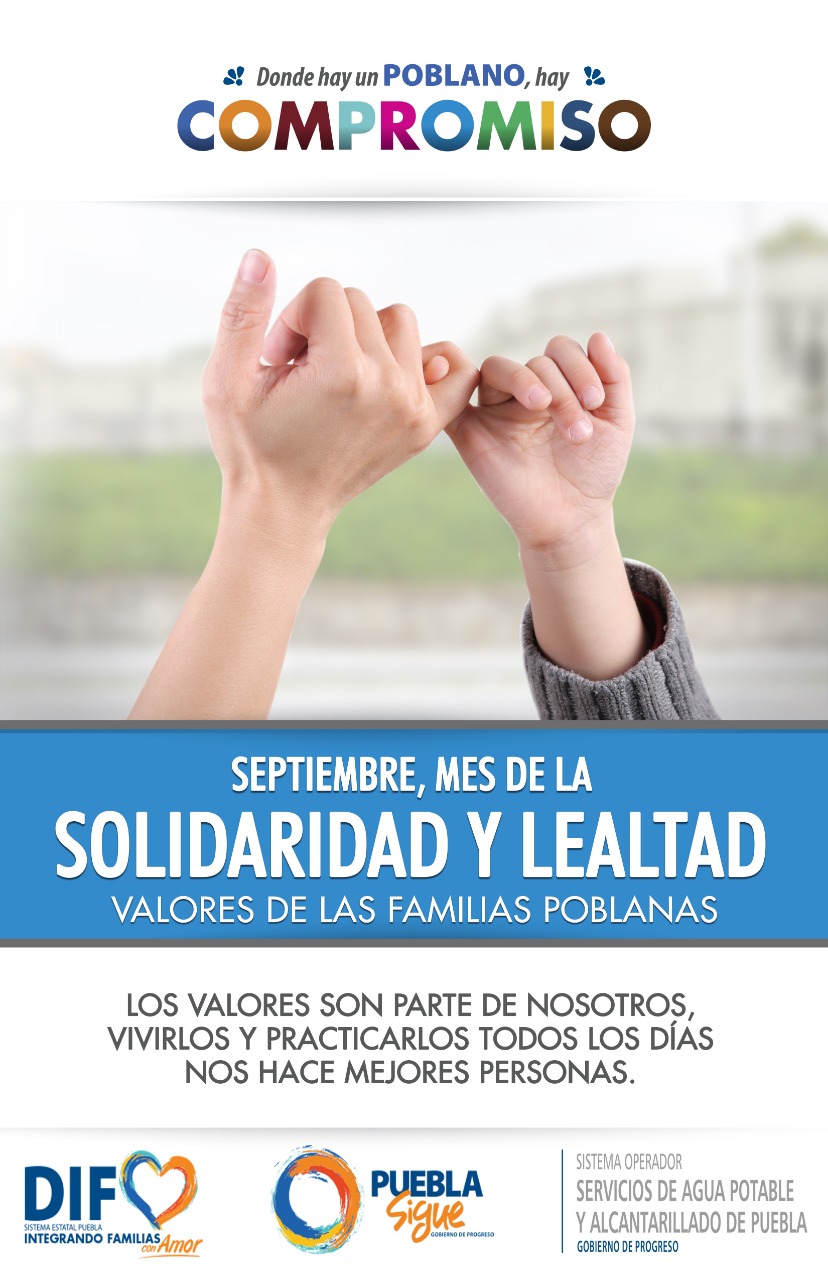 Donde hay un POBLANO, hay
COMPROMISO
SEPTIEMBRE, MES DE LA
SOLIDARIDAD Y LEALTAD
VALORES DE LAS FAMILIAS POBLANAS
LOS VALORES SON PARTE DE NOSOTROS,
VIVIRLOS Y PRACTICARLOS TODOS LOS DÍAS
NOS HACE MEJORES PERSONAS.
DIF
SISTEMA ESTATAL PUEBLA
INTEGRANDO FAMILIAS
con Amor
PUEBLA
Sigue
GOBIERNO DE PROGRESO
SISTEMA OPERADOR
SERVICIOS DE AGUA POTABLE
Y ALCANTARILLADO DE PUEBLA
GOBIERNO DE PROGRESO